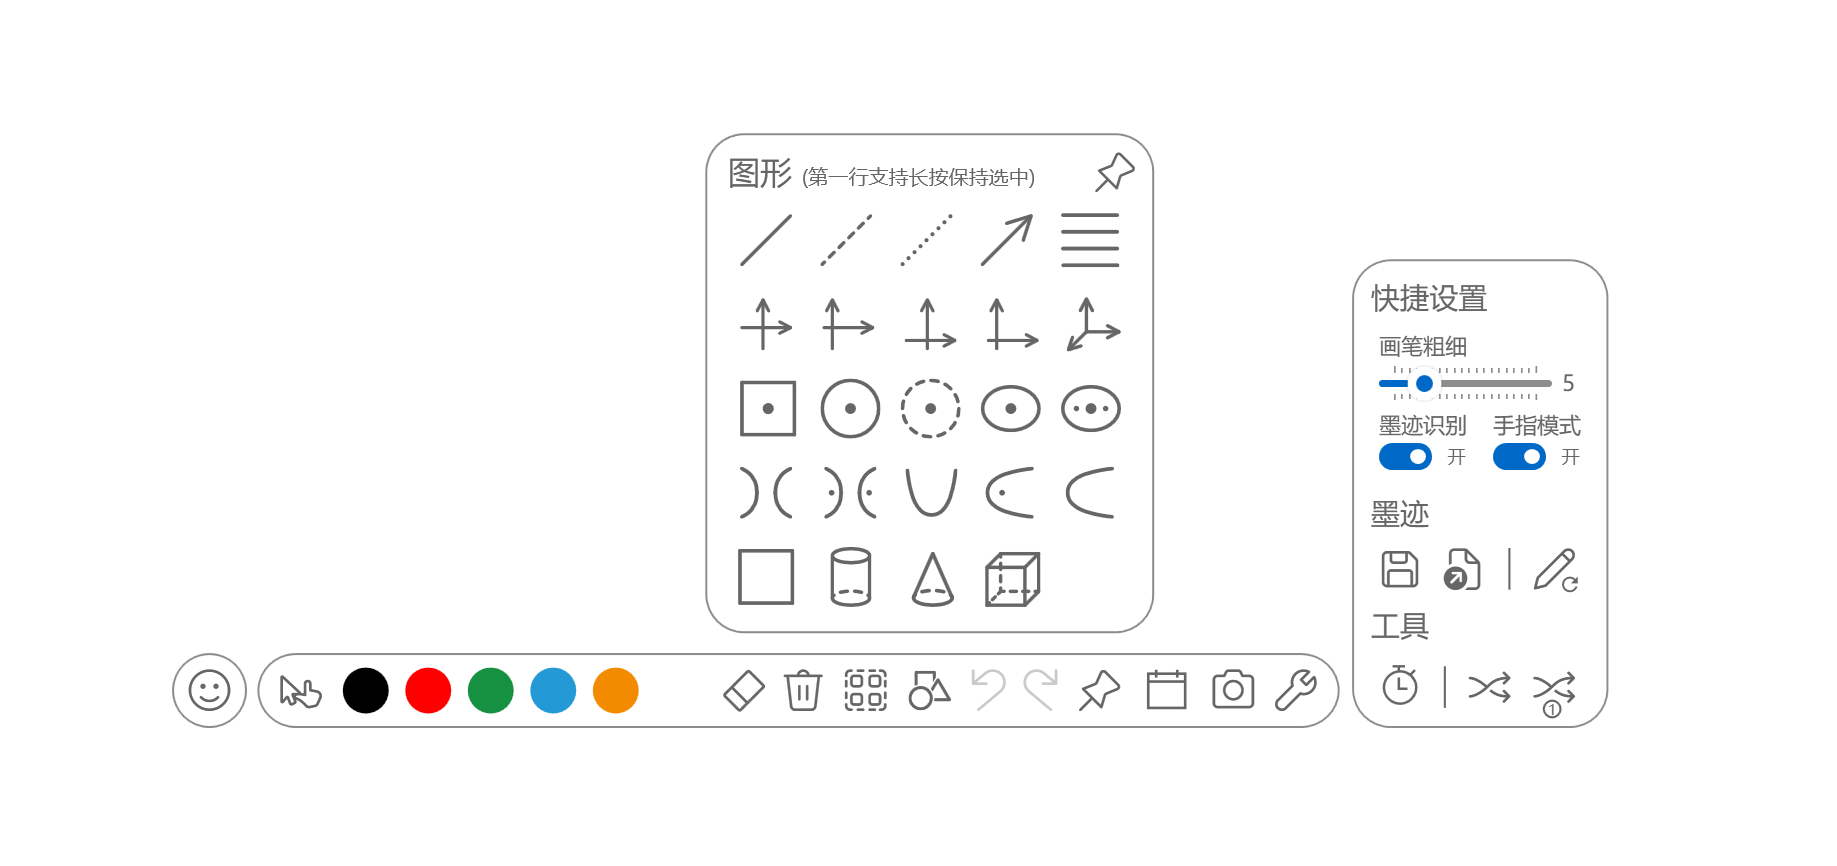 图形 (第一行支持长按保持选中)
快捷设置
画笔粗细
5
墨迹识别 手指模式
开 开
墨迹
工具
1